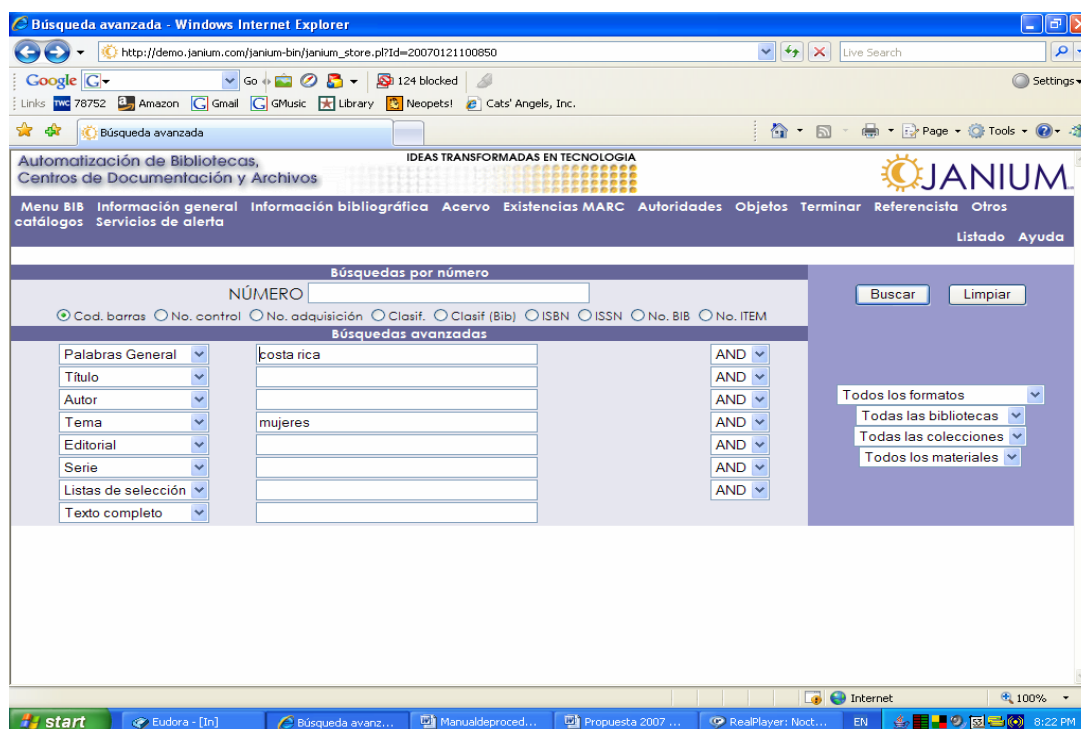 Búsqueda avanzada - Windows Internet Explorer
http://demo.janium.com/janium-bin/janium_store.pl?Id=20070121100850
Live Search
Google G Go 124 blocked Settings
Links TWC 78752 Amazon Gmail GMusic Library Neopets! Cats' Angels, Inc.
Búsqueda avanzada Page Tools
Automatización de Bibliotecas,
Centros de Documentación y Archivos
IDEAS TRANSFORMADAS EN TECNOLOGIA
JANIUM
Menu BIB Información general Información bibliográfica Acervo Existencias MARC Autoridades Objetos Terminar Referencista Otros
catálogos Servicios de alerta
Listado Ayuda
Búsquedas por número
NÚMERO
Buscar Limpiar
Cod. barras No. control No. adquisición Clasif. Clasif (Bib) ISBN ISSN No. BIB No. ITEM
Búsquedas avanzadas
Palabras General costa rica AND
Título AND
Autor AND
Tema mujeres AND
Editorial AND
Serie AND
Listas de selección AND
Texto completo
Todos los formatos
Todas las bibliotecas
Todas las colecciones
Todos los materiales
Internet 100%
start Eudora - [In] Búsqueda avanz... Manualdeproced... Propuesta 2007 ... RealPlayer: Noct... EN 8:22 PM